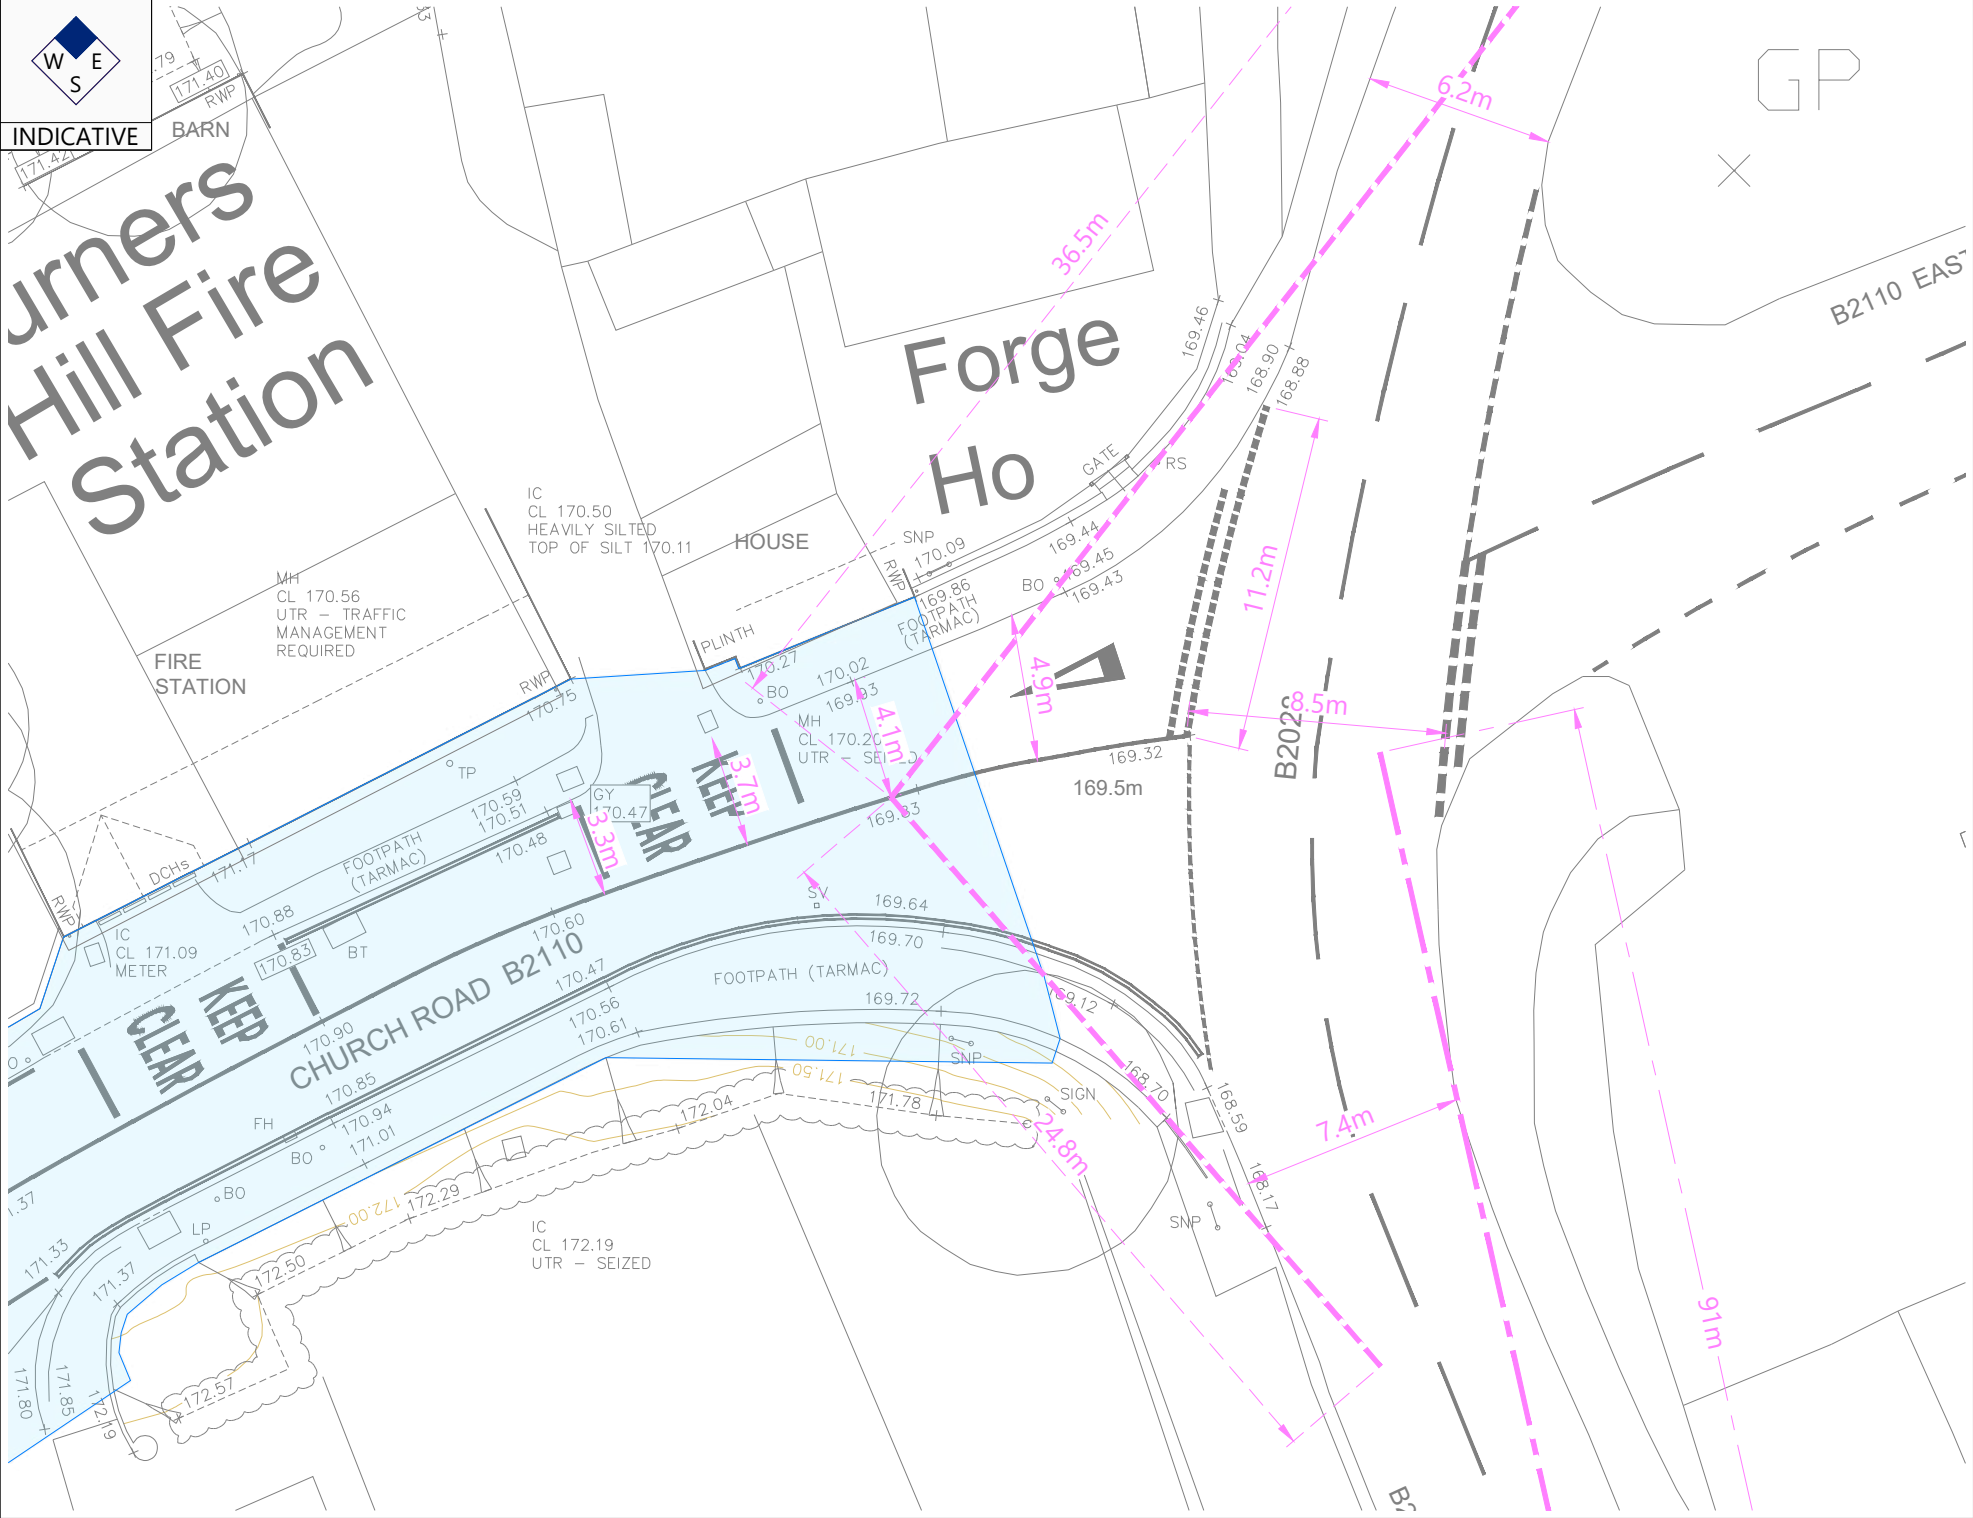 W E
S
INDICATIVE
.79
171.40
RWP
BARN
171.42
urners
Hill Fire
Station
GP
6.2m
36.5m
B2110 EAST
169.46
169.04
168.90
168.88
Forge
Ho
GATE
RS
IC
CL 170.50
HEAVILY SILTED
TOP OF SILT 170.11
HOUSE
SNP
170.09
169.44
169.45
169.43
BO
RWP
169.86
FOOTPATH
(TARMAC)
11.2m
MH
CL 170.56
UTR - TRAFFIC
MANAGEMENT
REQUIRED
FIRE
STATION
PLINTH
170.27
170.02
169.93
BO
RWP
170.75
4.9m
4.1m
8.5m
B2028
MH
CL 170.20
UTR - SEIZED
169.32
169.5m
TP
3.7m
KEEP
CLEAR
GY
170.47
3.3m
170.59
170.51
170.48
169.83
FOOTPATH
(TARMAC)
DCHs
171.17
RWP
SV
169.64
169.70
170.88
170.83
BT
170.60
IC
CL 171.09
METER
KEEP
CLEAR
170.90
CHURCH ROAD B2110
170.47
170.56
170.61
FOOTPATH (TARMAC)
169.72
169.12
171.00
171.50
SNP
SIGN
168.70
168.59
170.85
170.94
171.01
FH
BO
172.04
171.78
24.8m
7.4m
168.17
SNP
BO
LP
172.00
172.29
IC
CL 172.19
UTR - SEIZED
1.37
171.33
171.37
172.50
91m
171.80
171.85
172.19
172.57